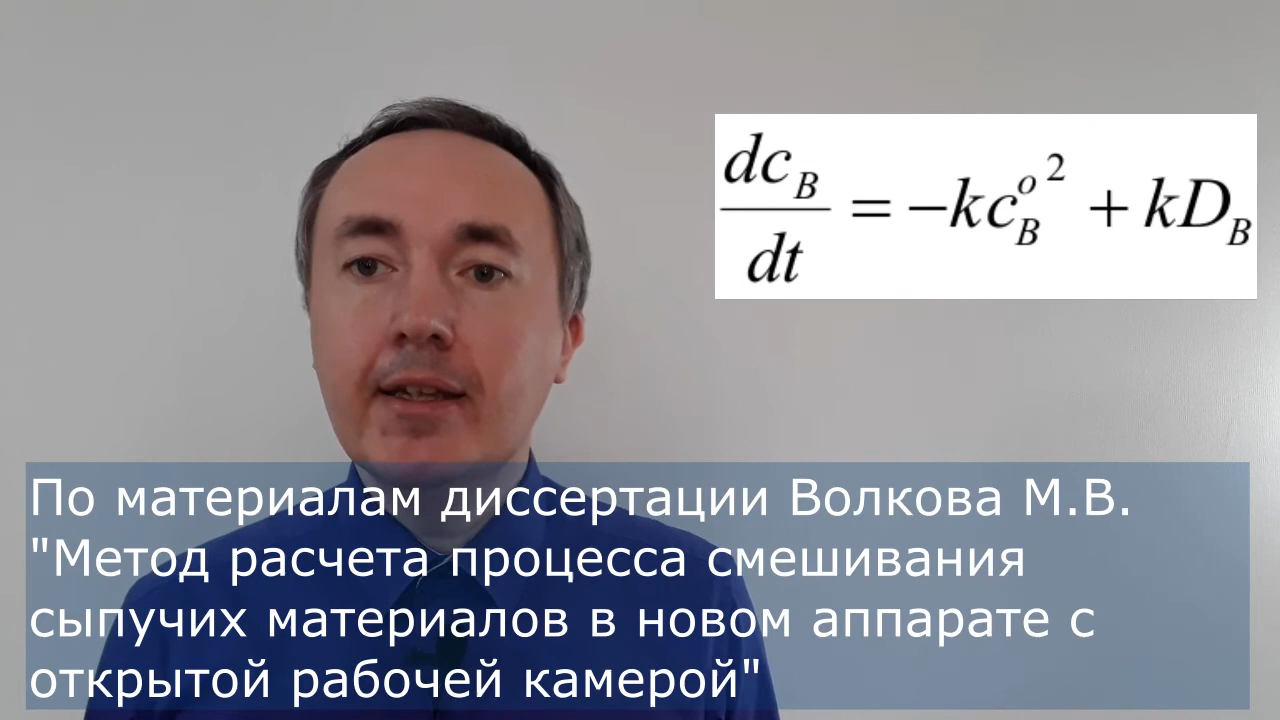 dc_B/dt = −kc_B^o² + kD_B
По материалам диссертации Волкова М.В.
"Метод расчета процесса смешивания
сыпучих материалов в новом аппарате с
открытой рабочей камерой"